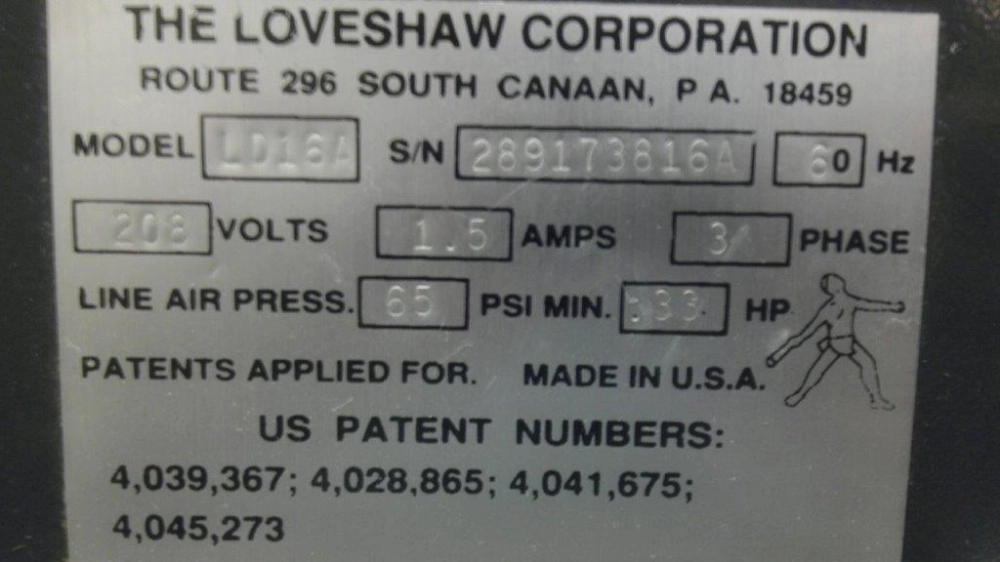 THE LOVESHAW CORPORATION
ROUTE 296 SOUTH CANAAN, P A. 18459
MODEL LD16A S/N 289173816A 60 Hz
208 VOLTS 1.5 AMPS 3 PHASE
LINE AIR PRESS. 65 PSI MIN. .333 HP
PATENTS APPLIED FOR. MADE IN U.S.A.
US PATENT NUMBERS:
4,039,367; 4,028,865; 4,041,675;
4,045,273